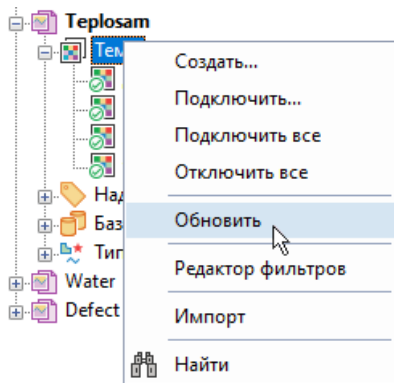 Teplosam
Тем
Создать...
Подключить...
Подключить все
Отключить все
Над
Баз
Обновить
Тип
Редактор фильтров
Water
Defect
Импорт
Найти